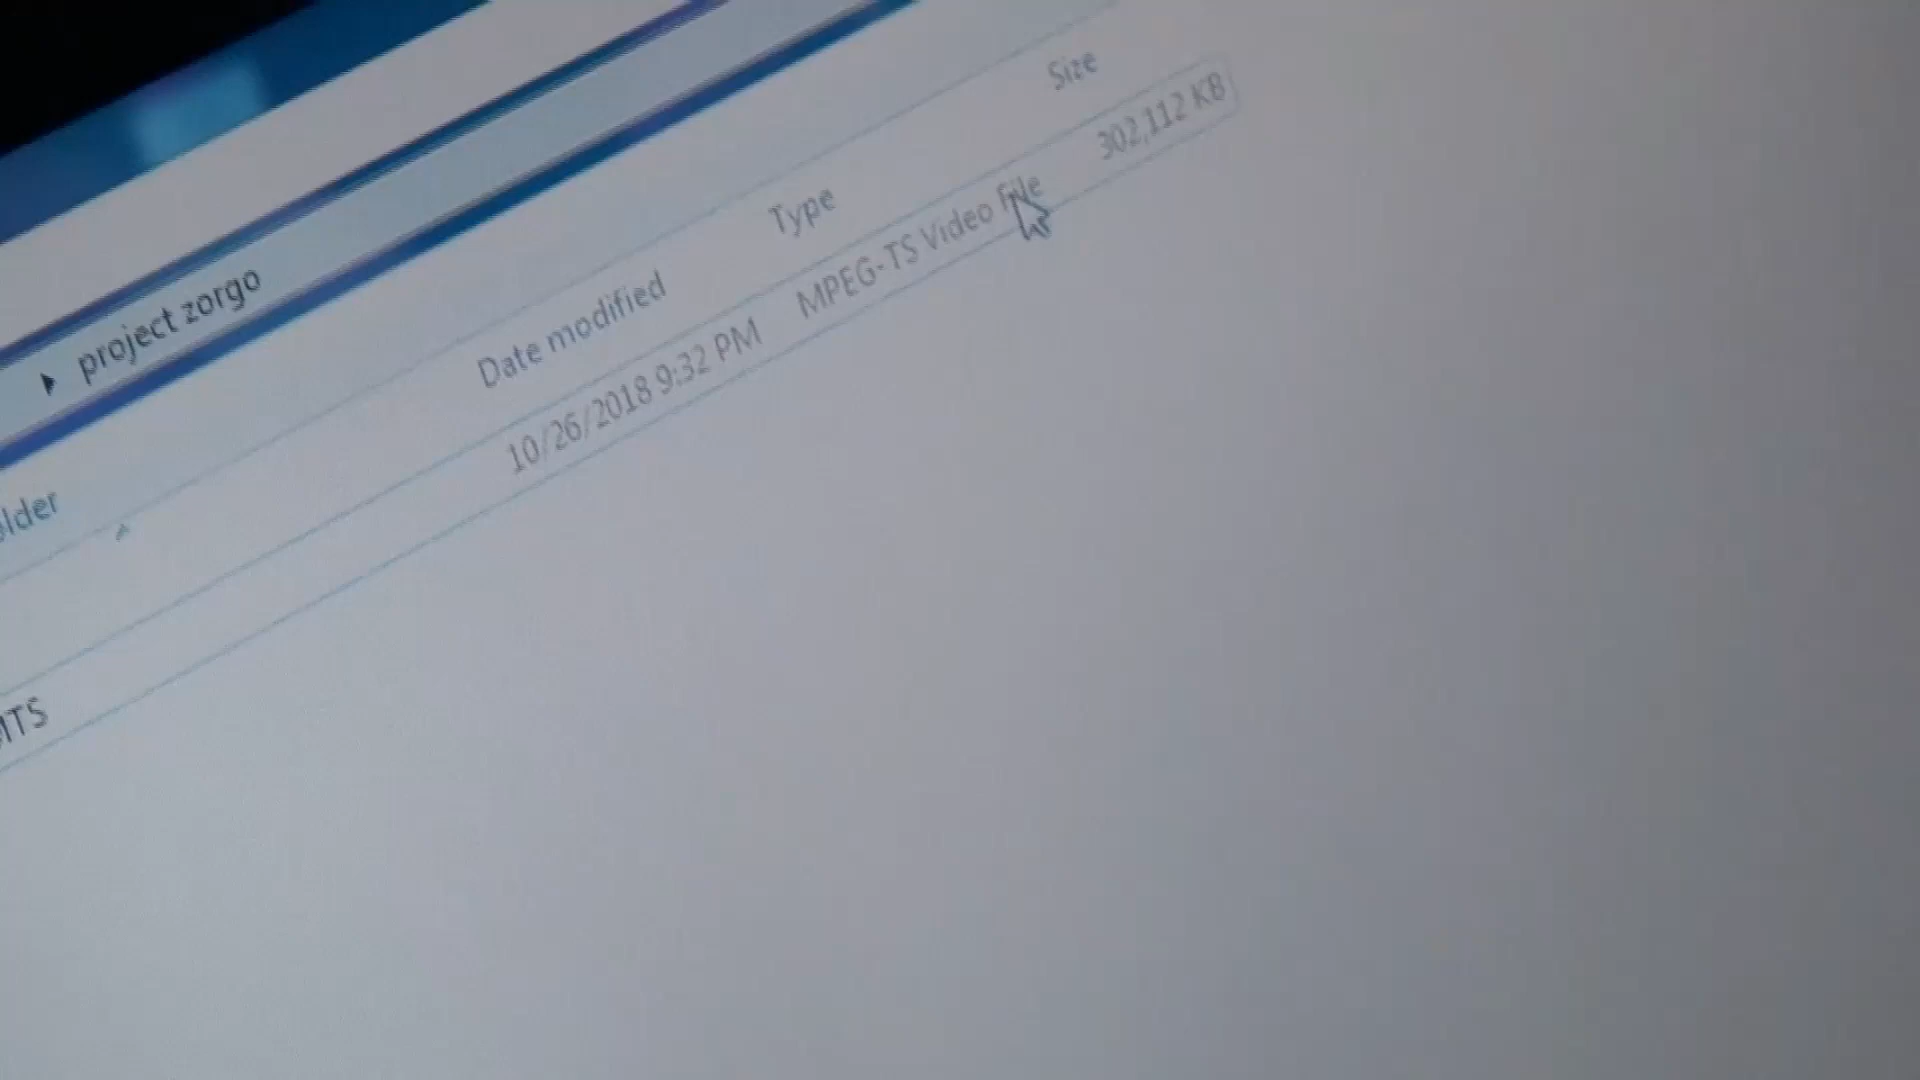 project zorgo
Date modified Type Size
10/26/2018 9:32 PM MPEG-TS Video File 302,112 KB